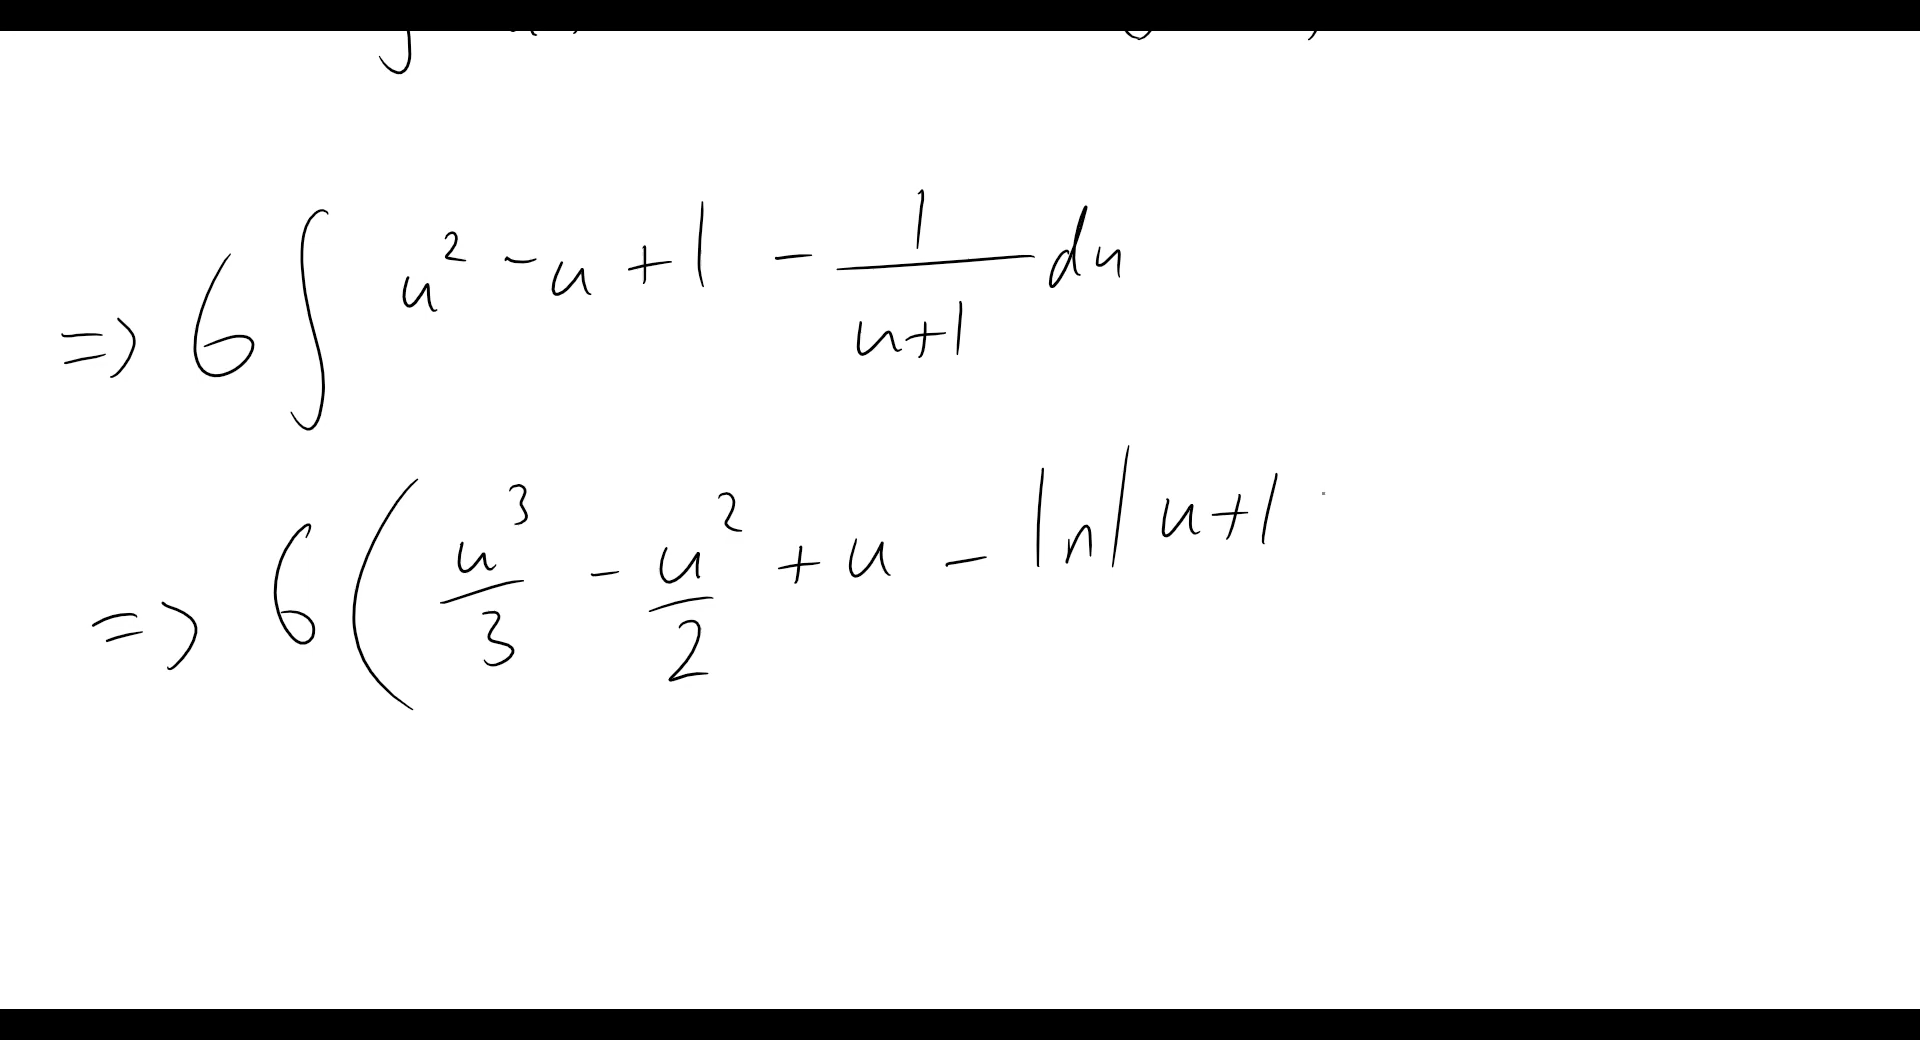 => 6∫ u² - u + 1 - 1/(u+1) du
=> 6( u³/3 - u²/2 + u - ln|u+1